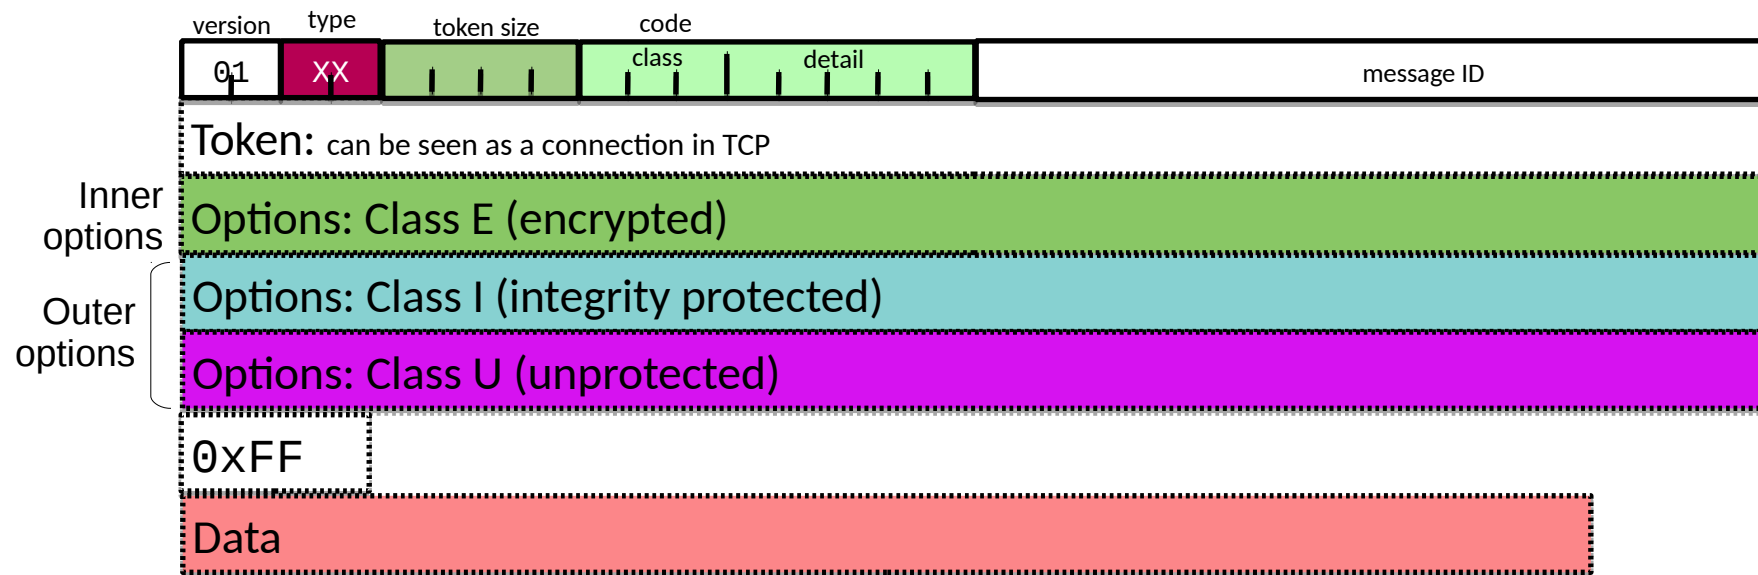 version type token size code
class detail
01 XX message ID
Token: can be seen as a connection in TCP
Inner
options
Options: Class E (encrypted)
Outer
options
Options: Class I (integrity protected)
Options: Class U (unprotected)
0xFF
Data